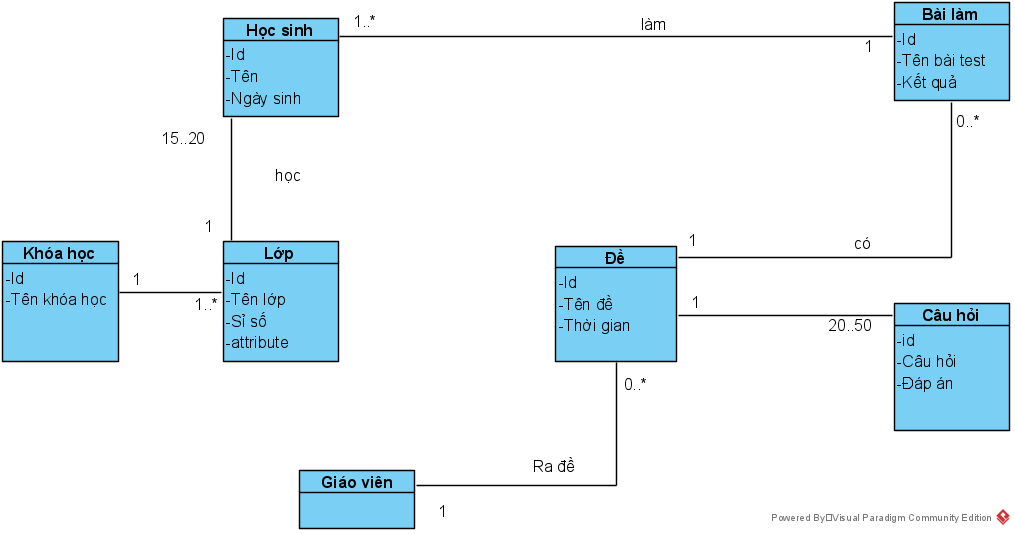 Học sinh
-Id
-Tên
-Ngày sinh
1..*
làm
1
Bài làm
-Id
-Tên bài test
-Kết quả
0..*
15..20
học
1
Khóa học
-Id
-Tên khóa học
1
1..*
Lớp
-Id
-Tên lớp
-Sỉ số
-attribute
Đề
-Id
-Tên đề
-Thời gian
1
có
1
20..50
Câu hỏi
-id
-Câu hỏi
-Đáp án
0..*
Ra đề
Giáo viên
1
Powered By Visual Paradigm Community Edition